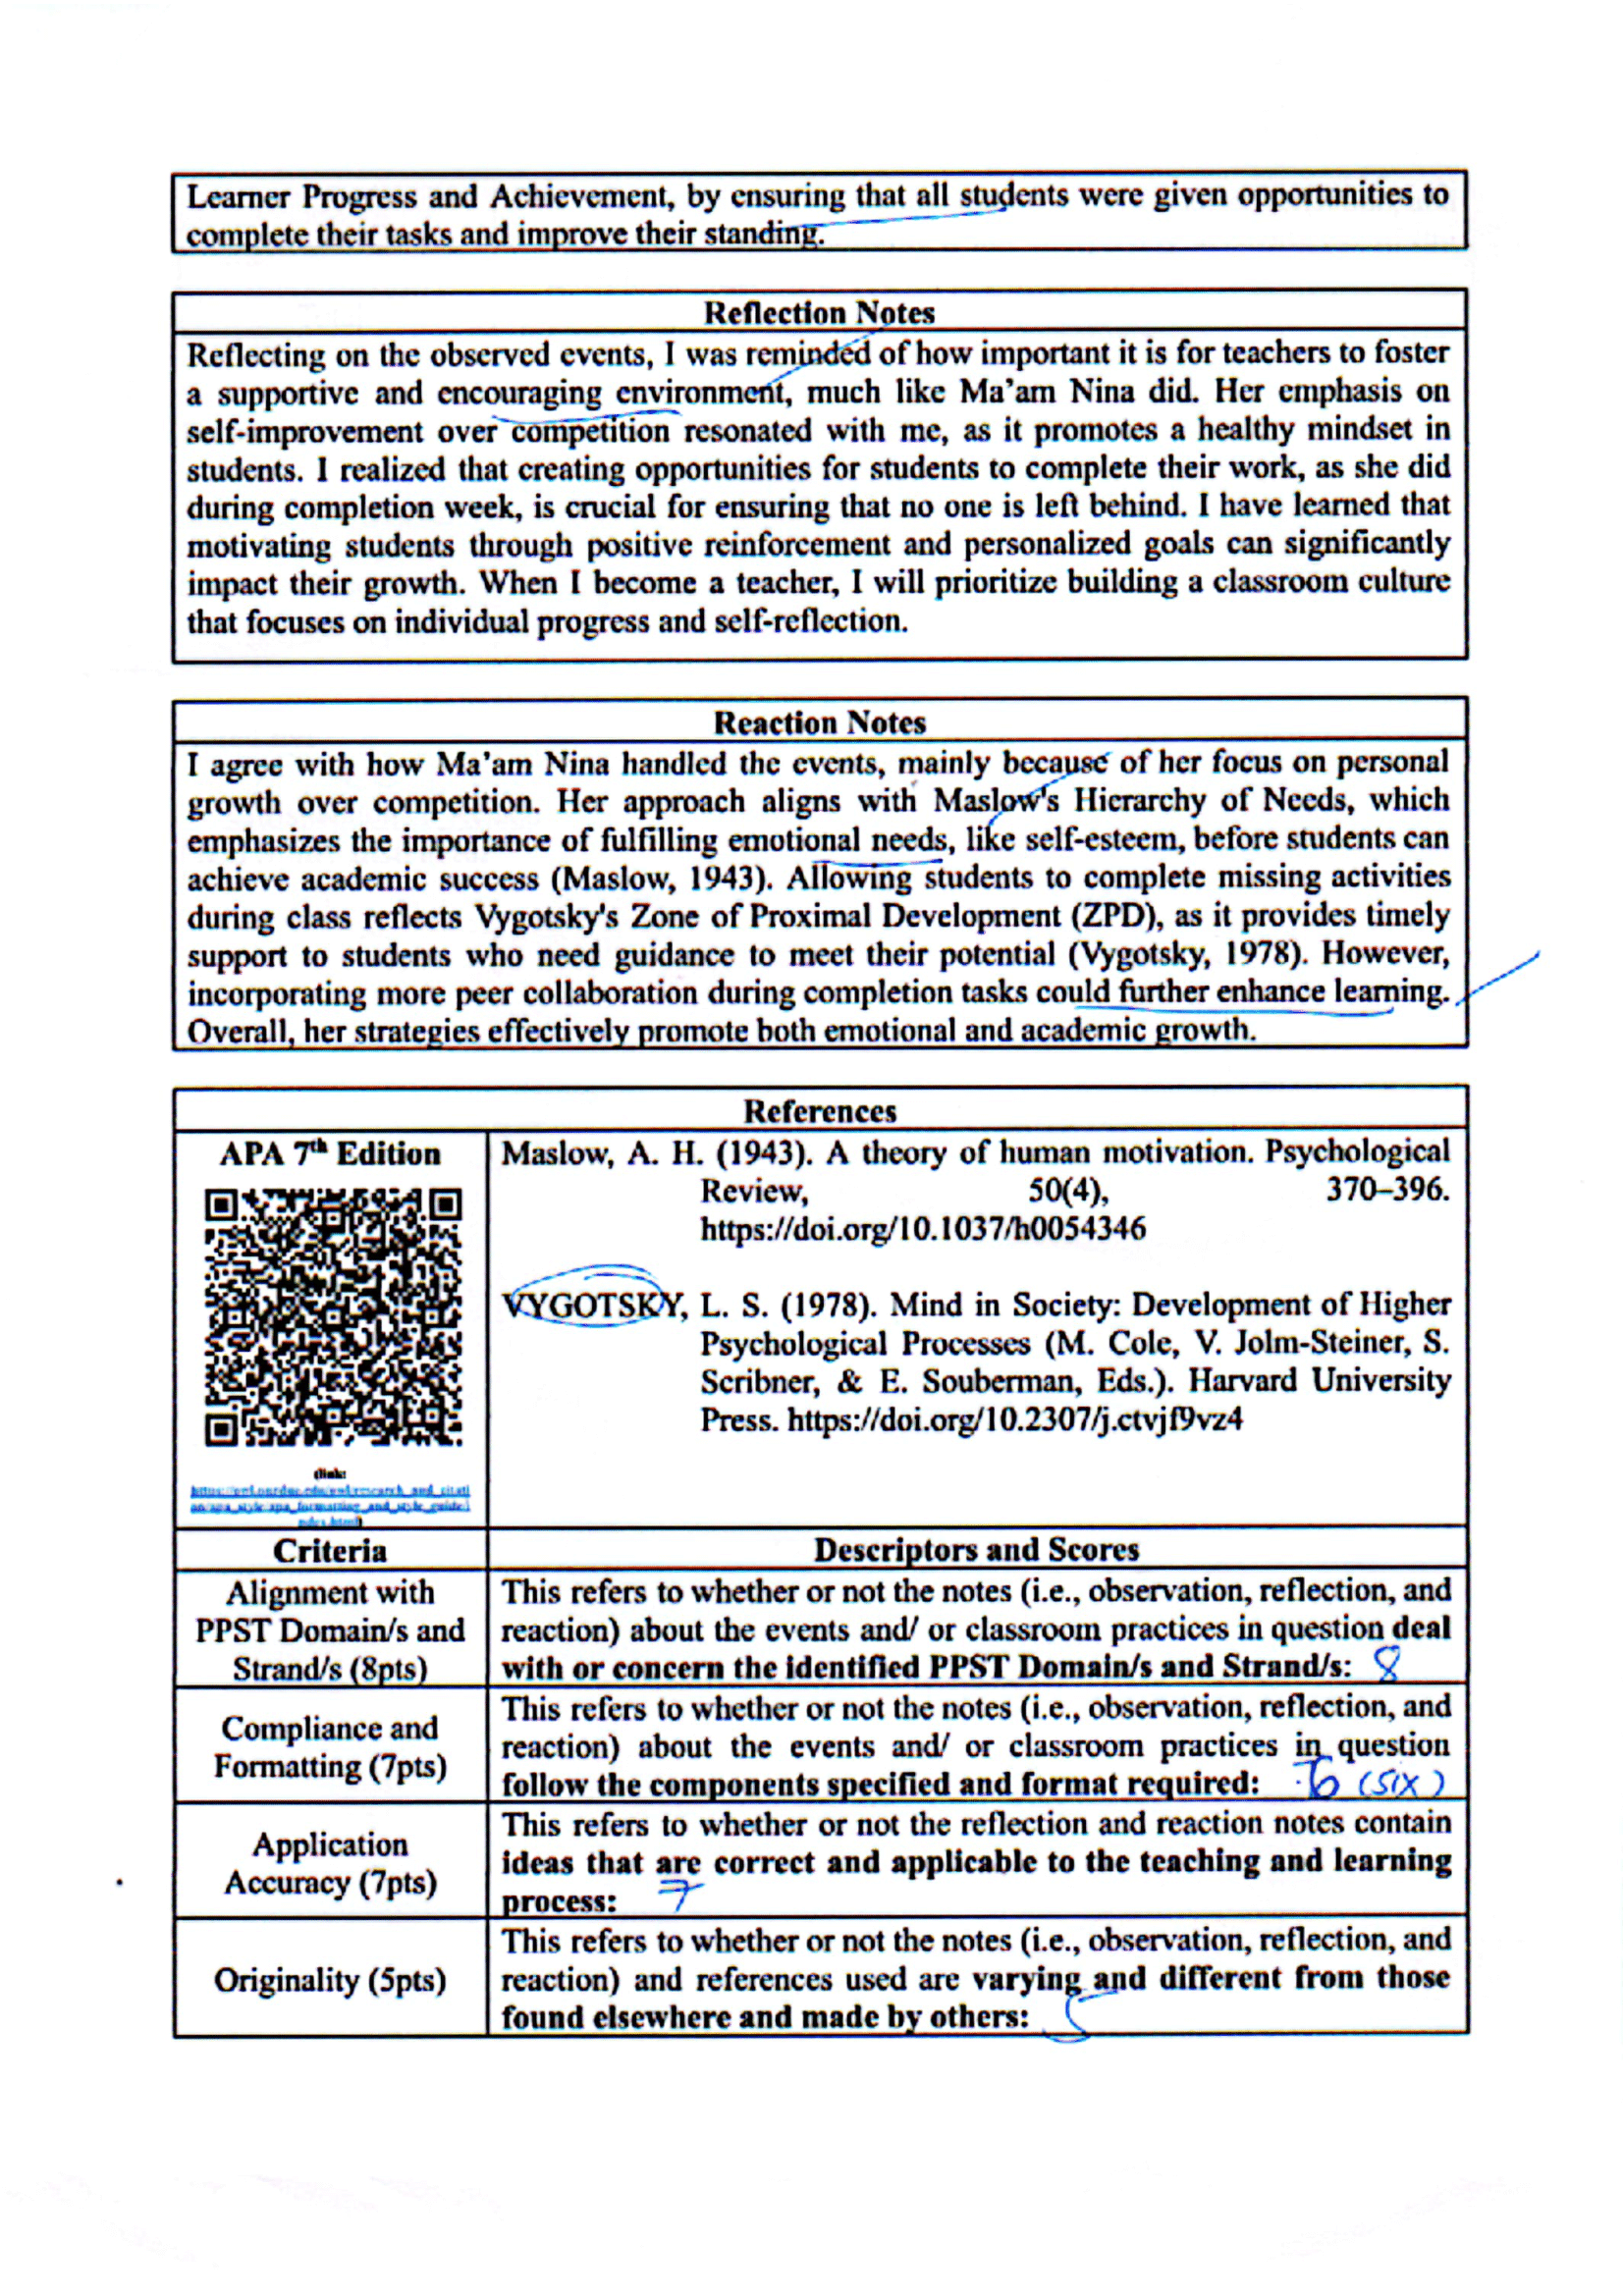 Learner Progress and Achievement, by ensuring that all students were given opportunities to
complete their tasks and improve their standing.
Reflection Notes
Reflecting on the observed events, I was reminded of how important it is for teachers to foster
a supportive and encouraging environment, much like Ma'am Nina did. Her emphasis on
self-improvement over competition resonated with me, as it promotes a healthy mindset in
students. I realized that creating opportunities for students to complete their work, as she did
during completion week, is crucial for ensuring that no one is left behind. I have learned that
motivating students through positive reinforcement and personalized goals can significantly
impact their growth. When I become a teacher, I will prioritize building a classroom culture
that focuses on individual progress and self-reflection.
Reaction Notes
I agree with how Ma'am Nina handled the events, mainly because of her focus on personal
growth over competition. Her approach aligns with Maslow's Hierarchy of Needs, which
emphasizes the importance of fulfilling emotional needs, like self-esteem, before students can
achieve academic success (Maslow, 1943). Allowing students to complete missing activities
during class reflects Vygotsky's Zone of Proximal Development (ZPD), as it provides timely
support to students who need guidance to meet their potential (Vygotsky, 1978). However,
incorporating more peer collaboration during completion tasks could further enhance learning.
Overall, her strategies effectively promote both emotional and academic growth.
References
APA 7th Edition
(link:
https://owl.purdue.edu/owl/research_and_citati
on/apa_style/apa_formatting_and_style_guide/i
ndex.html)
Maslow, A. H. (1943). A theory of human motivation. Psychological
Review, 50(4), 370–396.
https://doi.org/10.1037/h0054346
VYGOTSKY, L. S. (1978). Mind in Society: Development of Higher
Psychological Processes (M. Cole, V. Jolm-Steiner, S.
Scribner, & E. Souberman, Eds.). Harvard University
Press. https://doi.org/10.2307/j.ctvjf9vz4
Criteria
Descriptors and Scores
Alignment with
PPST Domain/s and
Strand/s (8pts)
This refers to whether or not the notes (i.e., observation, reflection, and
reaction) about the events and/ or classroom practices in question deal
with or concern the identified PPST Domain/s and Strand/s: 8
Compliance and
Formatting (7pts)
This refers to whether or not the notes (i.e., observation, reflection, and
reaction) about the events and/ or classroom practices in question
follow the components specified and format required: 6 (SIX)
Application
Accuracy (7pts)
This refers to whether or not the reflection and reaction notes contain
ideas that are correct and applicable to the teaching and learning
process: 7
Originality (5pts)
This refers to whether or not the notes (i.e., observation, reflection, and
reaction) and references used are varying and different from those
found elsewhere and made by others: 5